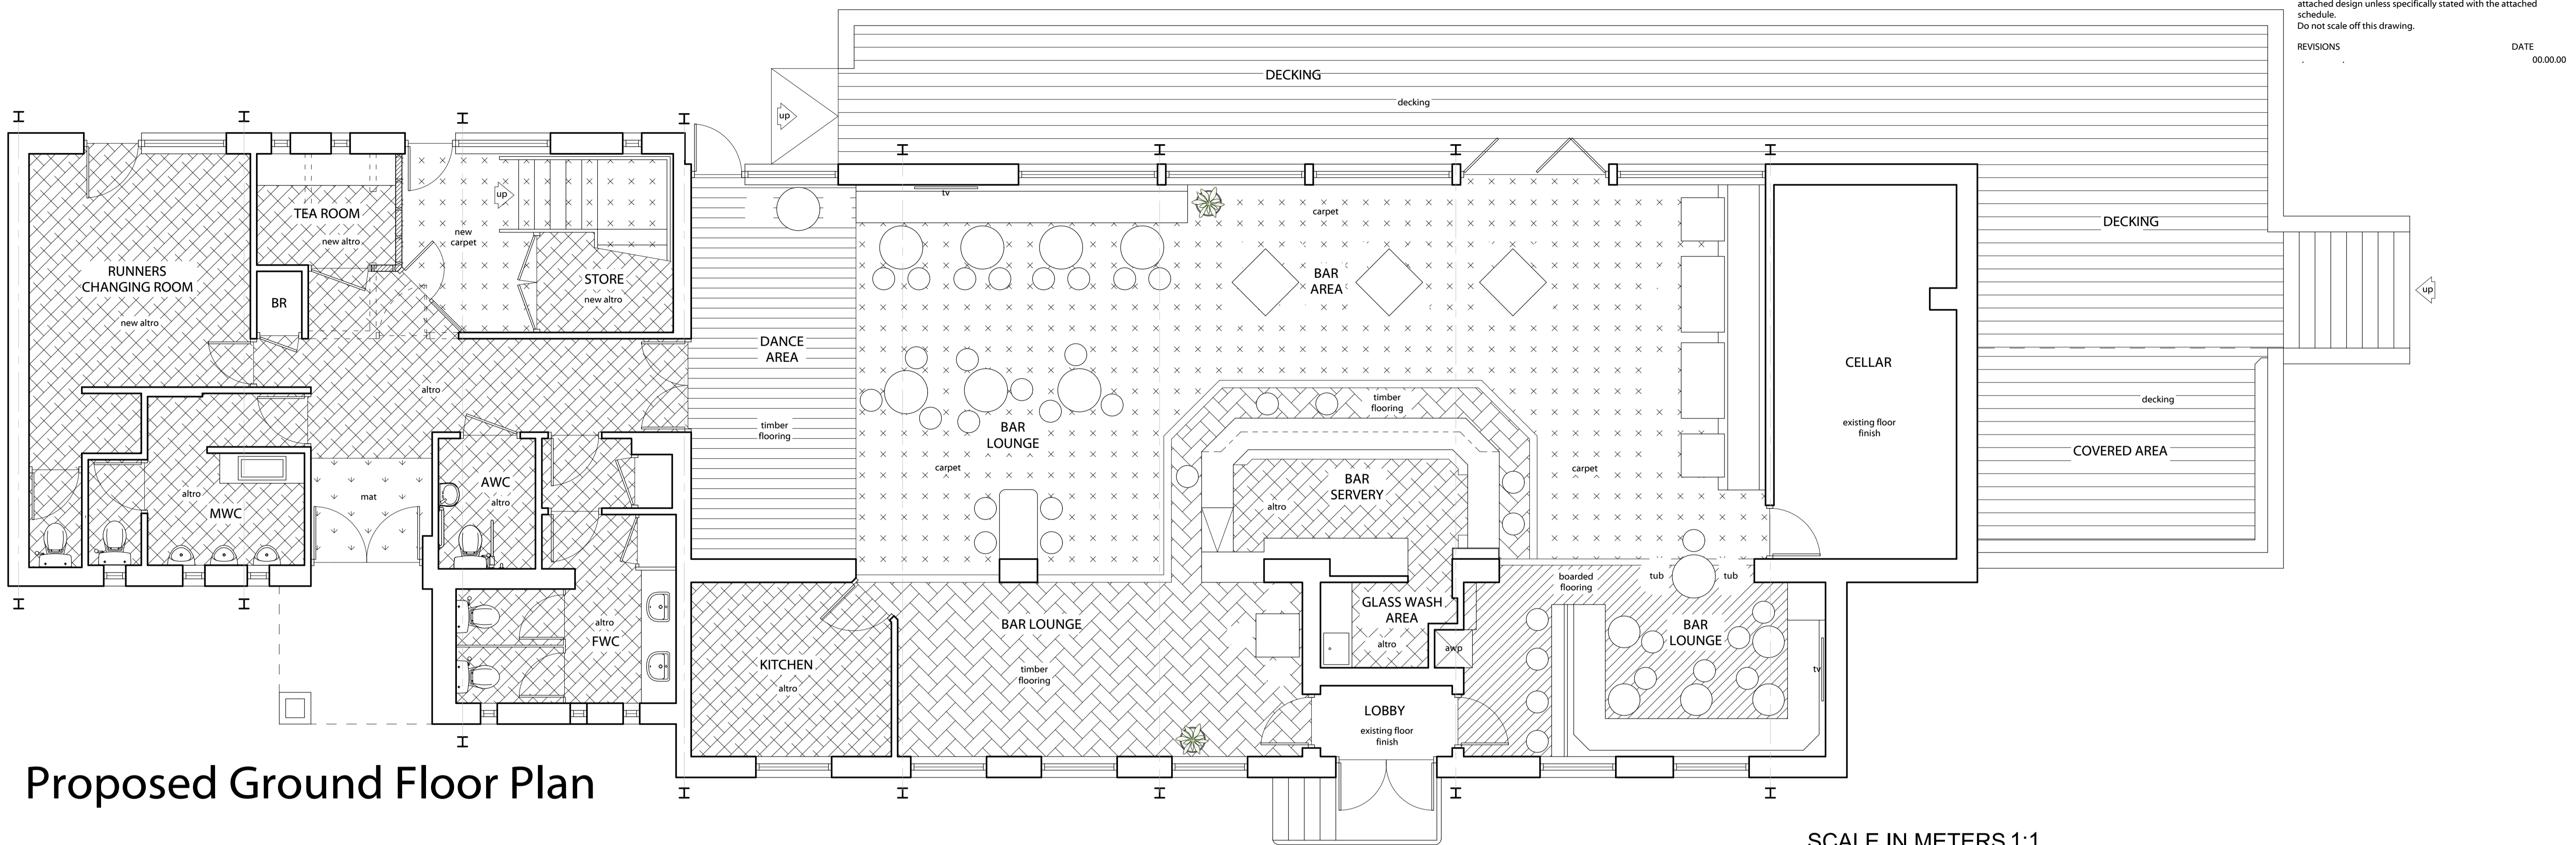 attached design unless specifically stated with the attached
schedule.
Do not scale off this drawing.
REVISIONS DATE
. . 00.00.00
DECKING
decking
up
TEA ROOM
new altro
up
new
carpet
STORE
new altro
RUNNERS
CHANGING ROOM
new altro
BR
altro
mat
MWC
altro
AWC
altro
altro
FWC
DANCE
AREA
timber
flooring
tv
carpet
BAR
AREA
BAR
LOUNGE
carpet
timber
flooring
BAR
SERVERY
altro
carpet
CELLAR
existing floor
finish
DECKING
up
decking
COVERED AREA
KITCHEN
altro
BAR LOUNGE
timber
flooring
GLASS WASH
AREA
altro
awp
boarded
flooring
tub
tub
BAR
LOUNGE
tv
LOBBY
existing floor
finish
Proposed Ground Floor Plan
SCALE IN METERS 1:1